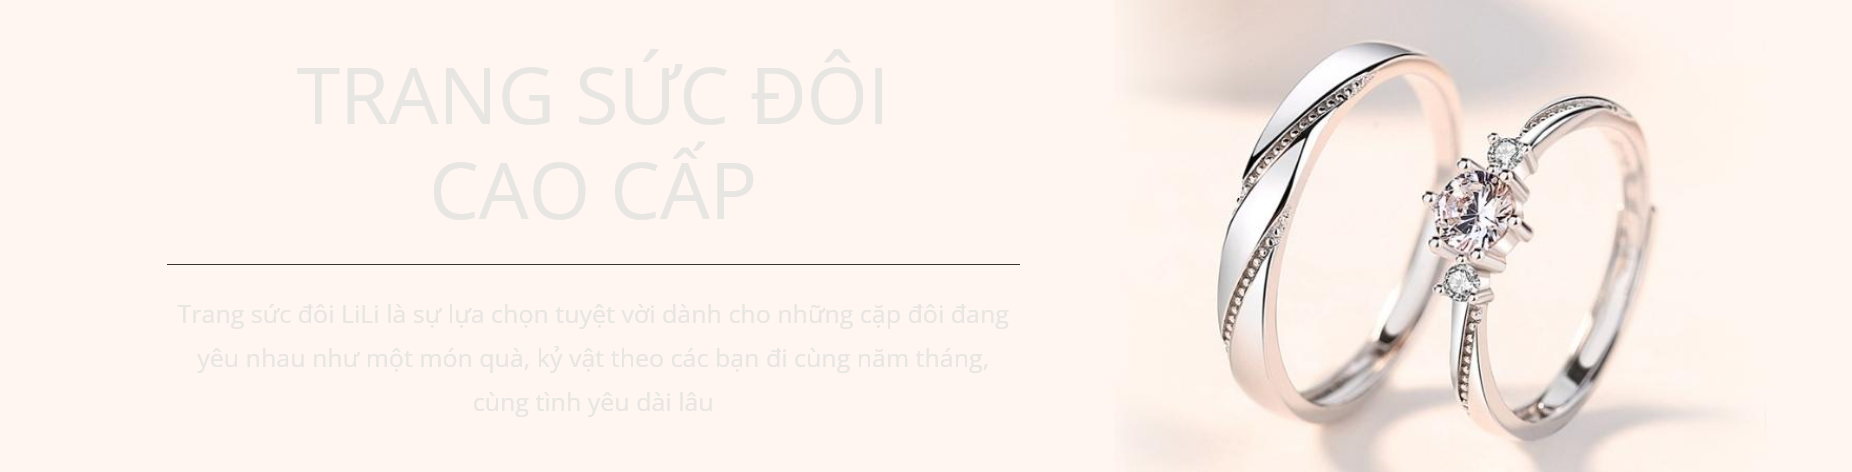 TRANG SỨC ĐÔI
CAO CẤP
Trang sức đôi LiLi là sự lựa chọn tuyệt vời dành cho những cặp đôi đang
yêu nhau như một món quà, kỷ vật theo các bạn đi cùng năm tháng,
cùng tình yêu dài lâu